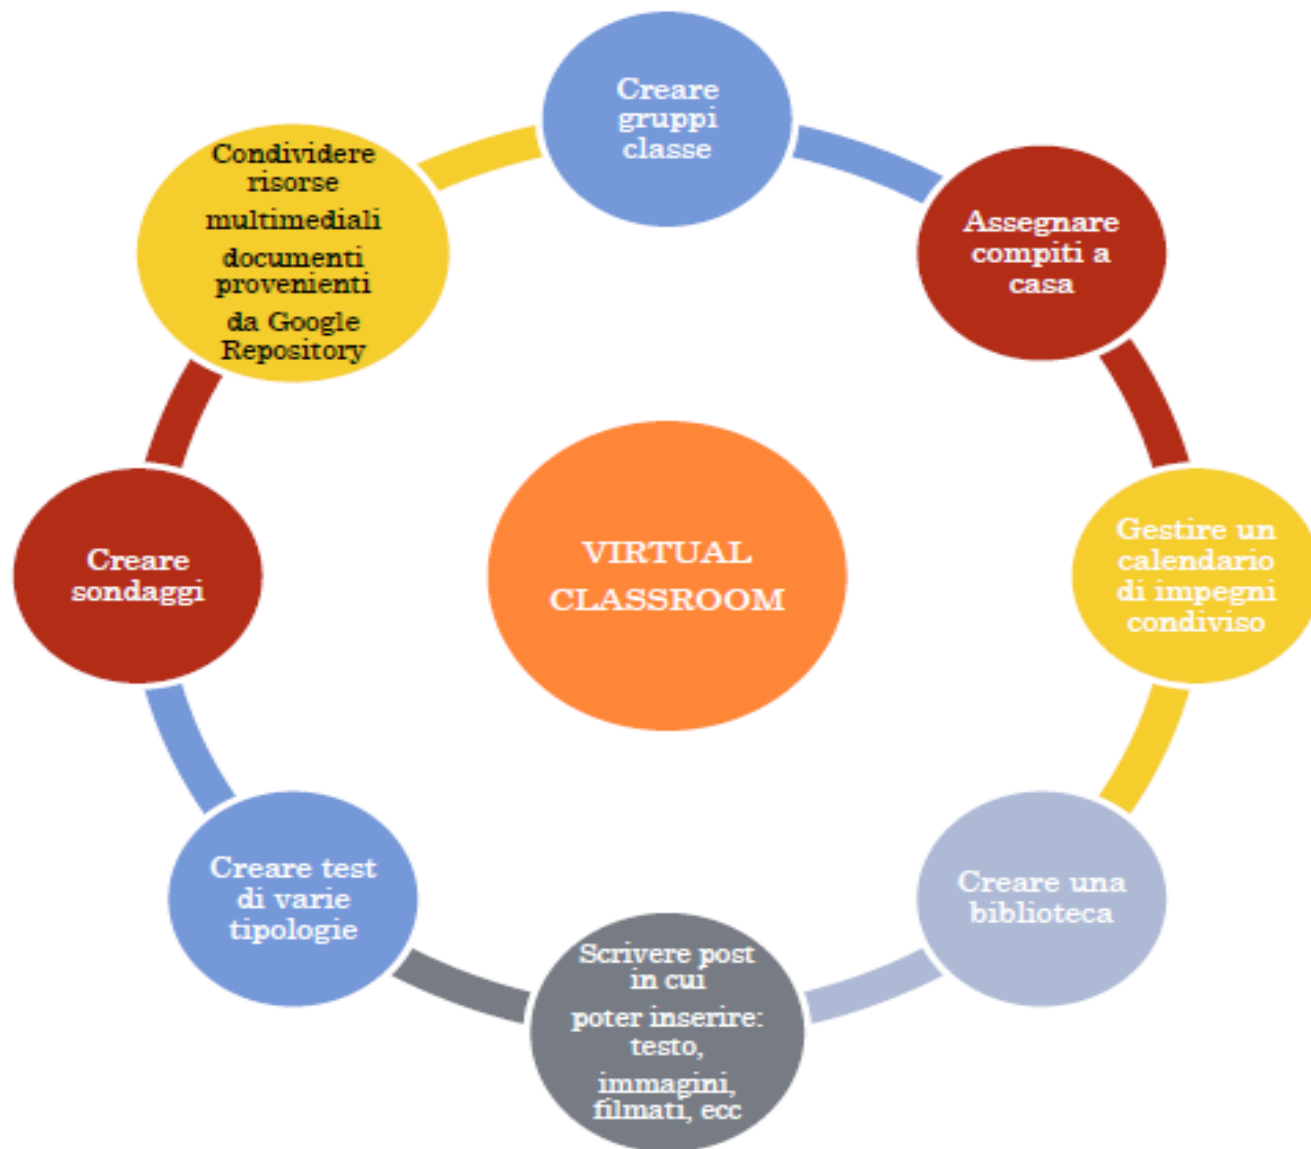 Creare
gruppi
classe
Assegnare
compiti a
casa
Gestire un
calendario
di impegni
condiviso
Creare una
biblioteca
Scrivere post
in cui
poter inserire:
testo,
immagini,
filmati, ecc
Creare test
di varie
tipologie
Creare
sondaggi
Condividere
risorse
multimediali
documenti
provenienti
da Google
Repository
VIRTUAL
CLASSROOM